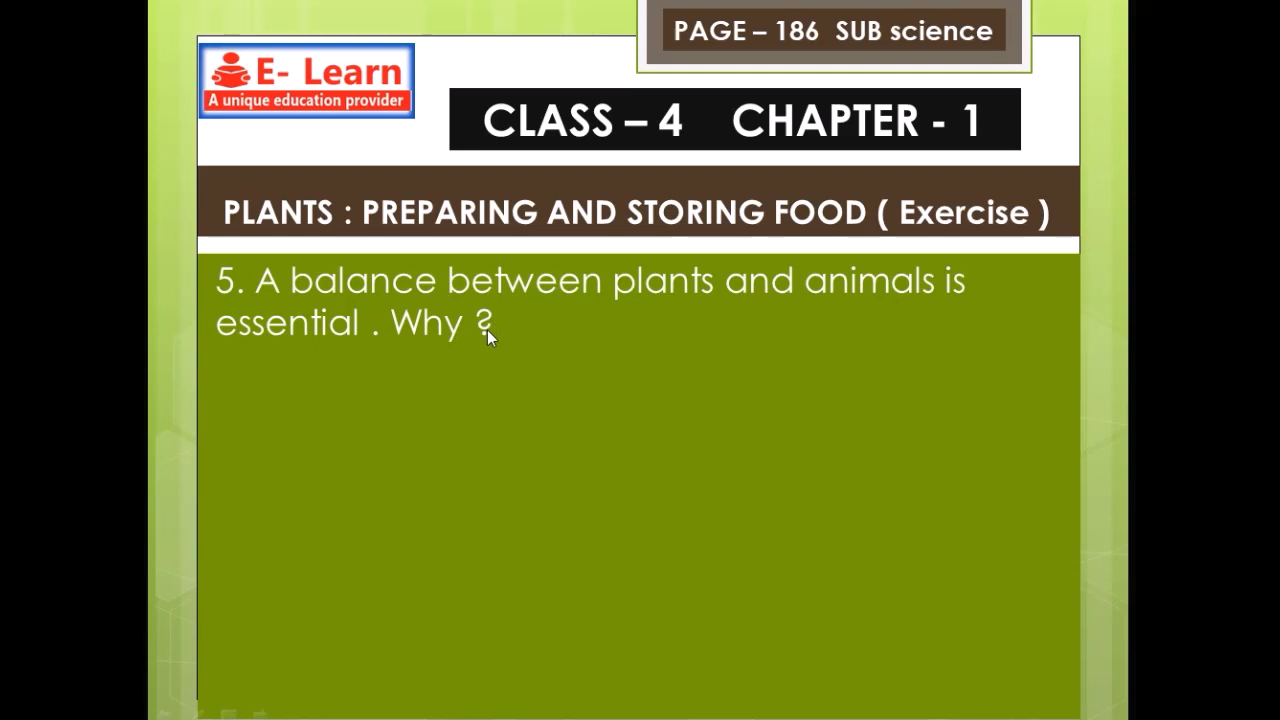 PAGE – 186 SUB science
E- Learn
A unique education provider
CLASS – 4 CHAPTER - 1
PLANTS : PREPARING AND STORING FOOD ( Exercise )
5. A balance between plants and animals is
essential . Why ?